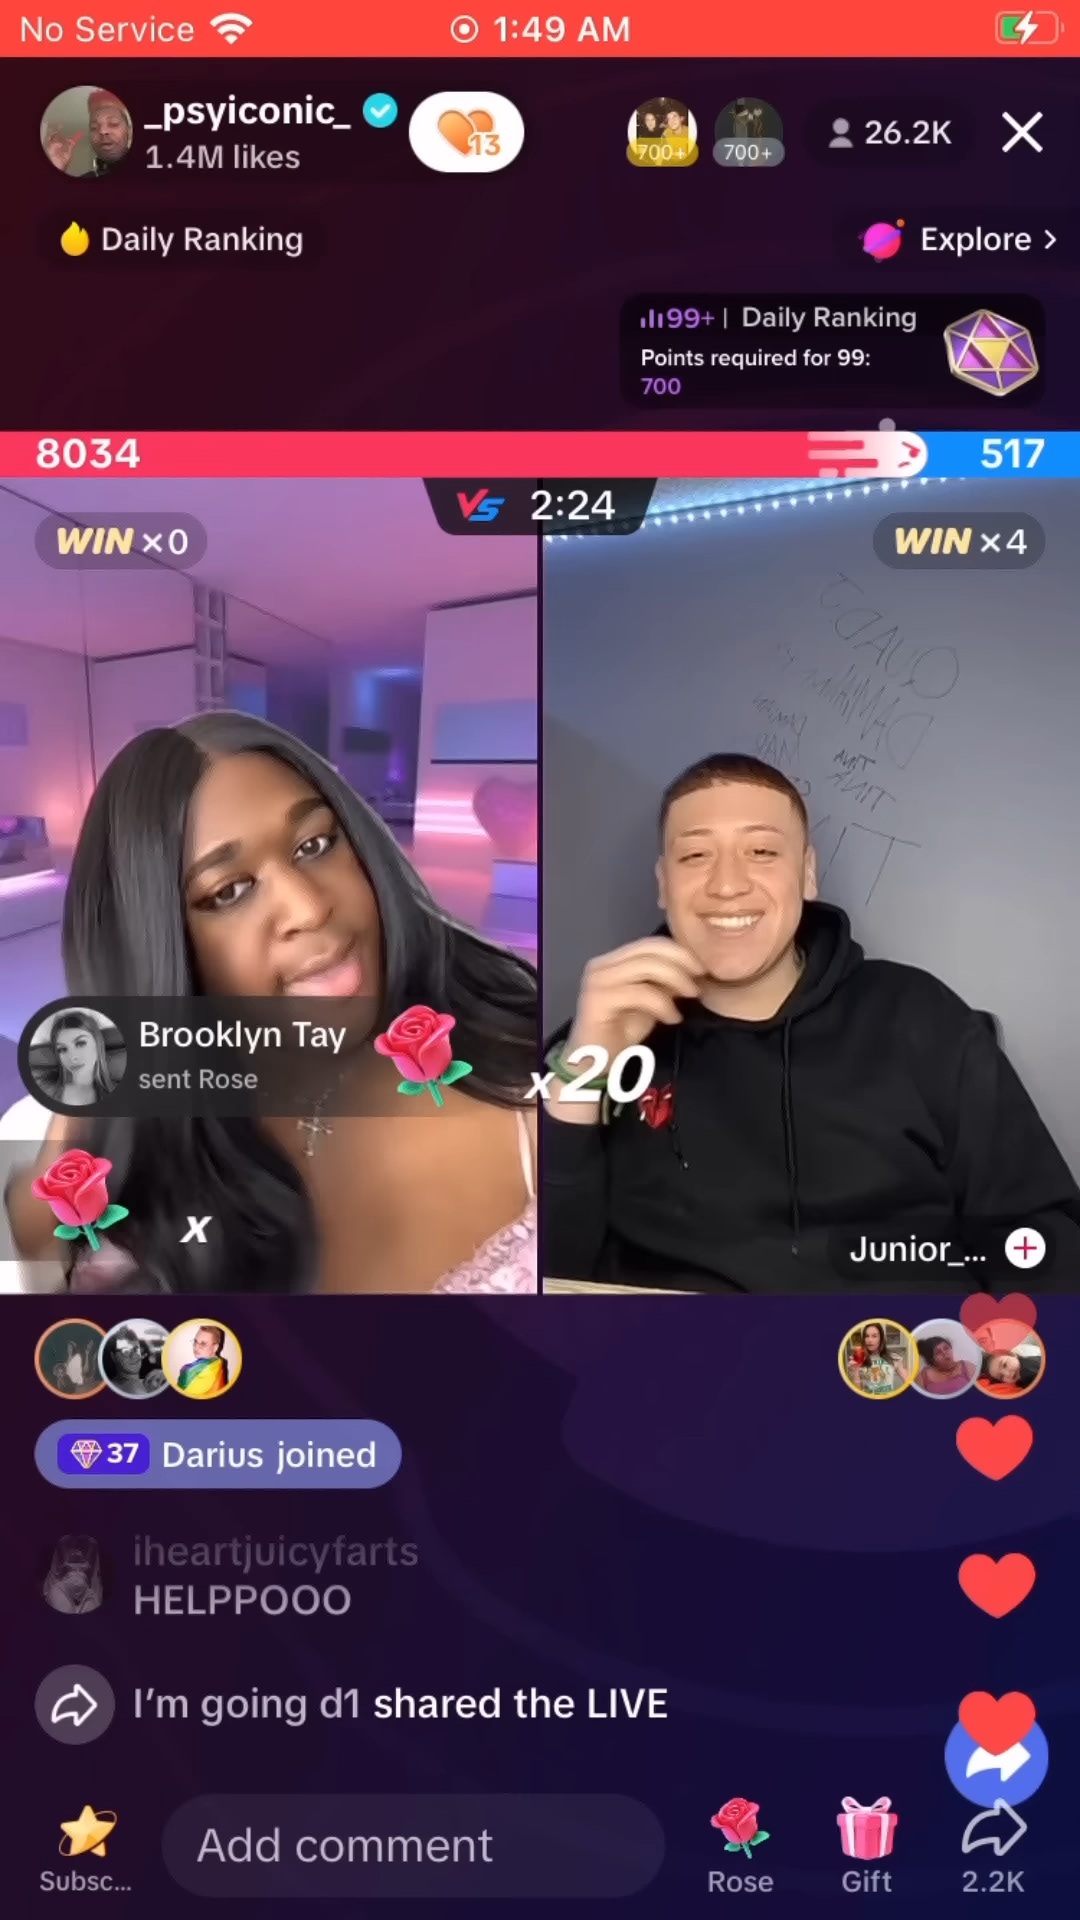 No Service 1:49 AM
_psyiconic_
13
1.4M likes
700+ 700+
26.2K
Daily Ranking
Explore >
99+ | Daily Ranking
Points required for 99:
700
8034 517
VS 2:24
WIN ×0
WIN ×4
Brooklyn Tay
sent Rose
x20
x
Junior_...
37 Darius joined
iheartjuicyfarts
HELPPOOO
I'm going d1 shared the LIVE
Subsc...
Add comment
Rose
Gift
2.2K